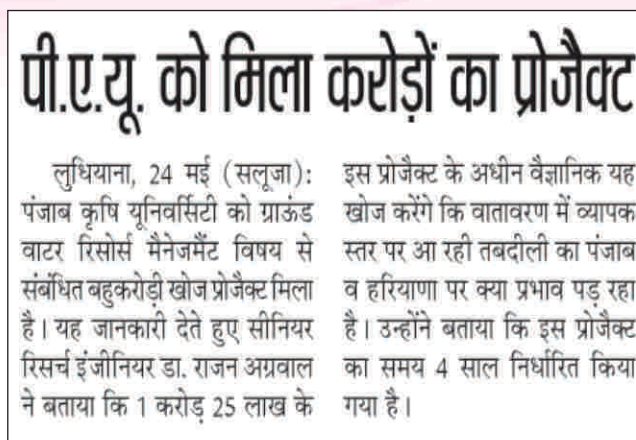 पी.ए.यू. को मिला करोड़ों का प्रोजैक्ट
लुधियाना, 24 मई (सलूजा):
पंजाब कृषि यूनिवर्सिटी को ग्राऊंड
वाटर रिसोर्स मैनेजमैंट विषय से
संबंधित बहुकरोड़ी खोज प्रोजैक्ट मिला
है। यह जानकारी देते हुए सीनियर
रिसर्च इंजीनियर डा. राजन अग्रवाल
ने बताया कि 1 करोड़ 25 लाख के
इस प्रोजैक्ट के अधीन वैज्ञानिक यह
खोज करेंगे कि वातावरण में व्यापक
स्तर पर आ रही तबदीली का पंजाब
व हरियाणा पर क्या प्रभाव पड़ रहा
है। उन्होंने बताया कि इस प्रोजैक्ट
का समय 4 साल निर्धारित किया
गया है।